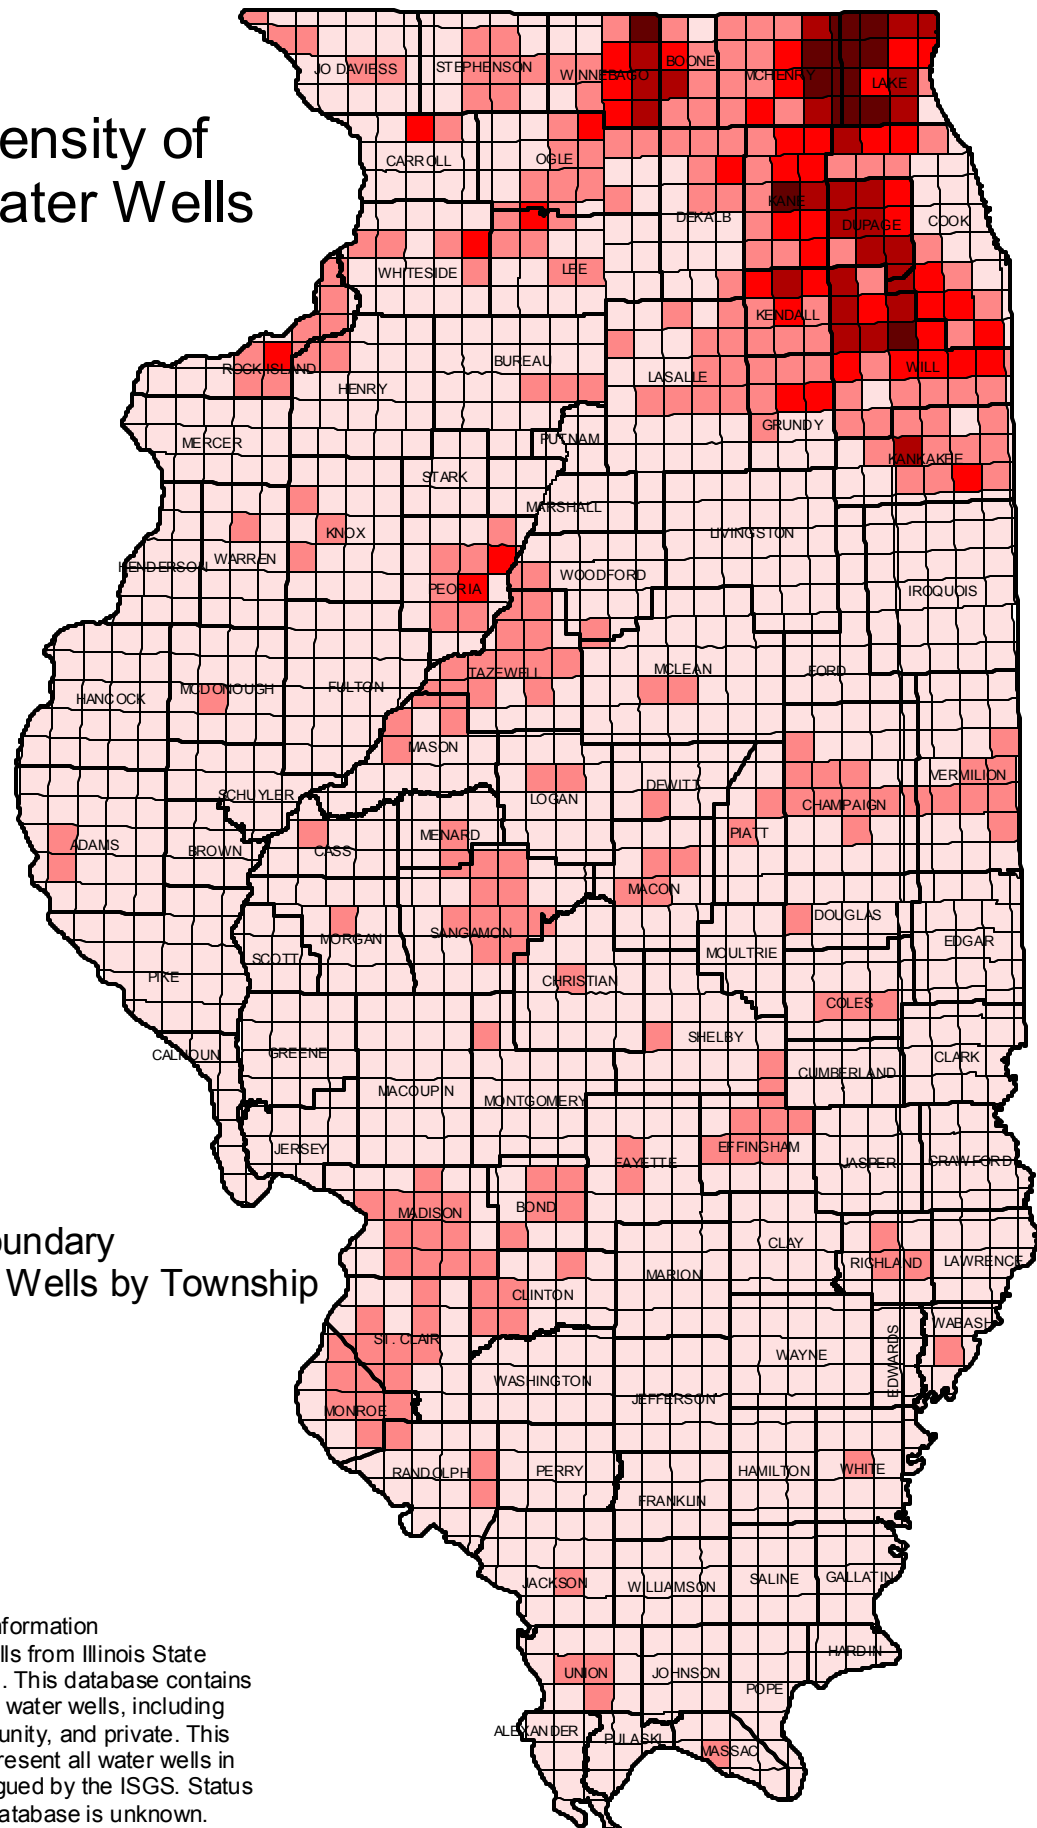 ensity of
ater Wells
JO DAVIESS
STEPHENSON
WINNEBAGO
BOONE
MCHENRY
LAKE
CARROLL
OGLE
KANE
DEKALB
DUPAGE
COOK
WHITESIDE
LEE
KENDALL
ROCK ISLAND
HENRY
BUREAU
LASALLE
WILL
MERCER
PUTNAM
GRUNDY
KANKAKEE
STARK
MARSHALL
LIVINGSTON
KNOX
WARREN
HENDERSON
PEORIA
WOODFORD
IROQUOIS
HANCOCK
MCDONOUGH
FULTON
TAZEWELL
MCLEAN
FORD
MASON
SCHUYLER
LOGAN
DEWITT
CHAMPAIGN
VERMILION
ADAMS
BROWN
CASS
MENARD
PIATT
MACON
MORGAN
SCOTT
SANGAMON
DOUGLAS
EDGAR
PIKE
CHRISTIAN
MOULTRIE
COLES
CALHOUN
GREENE
SHELBY
CLARK
CUMBERLAND
MACOUPIN
MONTGOMERY
JERSEY
FAYETTE
EFFINGHAM
JASPER
CRAWFORD
MADISON
BOND
CLAY
RICHLAND
LAWRENCE
oundary
Wells by Township
MARION
CLINTON
ST. CLAIR
WABASH
EDWARDS
WAYNE
WASHINGTON
JEFFERSON
MONROE
RANDOLPH
PERRY
HAMILTON
WHITE
FRANKLIN
JACKSON
WILLIAMSON
SALINE
GALLATIN
HARDIN
UNION
JOHNSON
POPE
ALEXANDER
PULASKI
MASSAC
nformation
lls from Illinois State
. This database contains
water wells, including
unity, and private. This
present all water wells in
gued by the ISGS. Status
atabase is unknown.